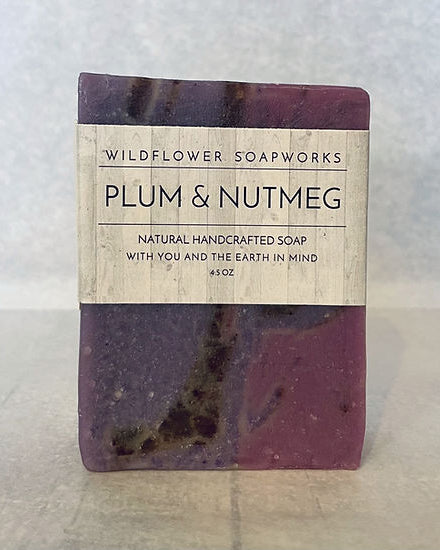 WILDFLOWER SOAPWORKS
PLUM & NUTMEG
NATURAL HANDCRAFTED SOAP
WITH YOU AND THE EARTH IN MIND
4.5 OZ